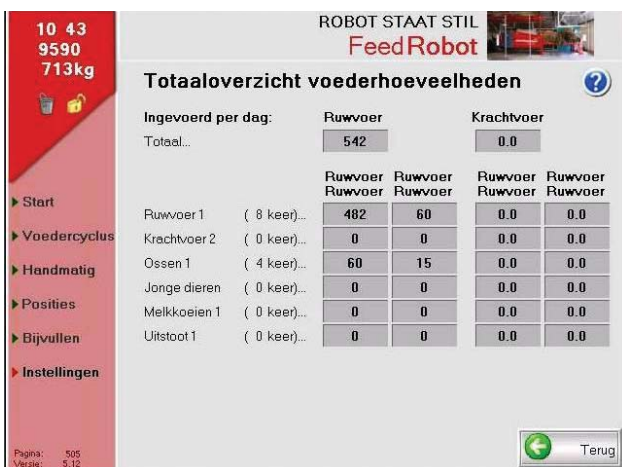 10 43
9590
713kg
ROBOT STAAT STIL
FeedRobot
Totaaloverzicht voederhoeveelheden
?
Ingevoerd per dag: Ruwvoer Krachtvoer
Totaal... 542 0.0
Ruwvoer Ruwvoer Ruwvoer Ruwvoer
Ruwvoer Ruwvoer Ruwvoer Ruwvoer
Ruwvoer 1 ( 8 keer)... 482 60 0.0 0.0
Krachtvoer 2 ( 0 keer)... 0 0 0.0 0.0
Ossen 1 ( 4 keer)... 60 15 0.0 0.0
Jonge dieren ( 0 keer)... 0 0 0.0 0.0
Melkkoeien 1 ( 0 keer)... 0 0 0.0 0.0
Uitstoot 1 ( 0 keer)... 0 0 0.0 0.0
Start
Voedercyclus
Handmatig
Posities
Bijvullen
Instellingen
Pagina: 505
Versie: 5.12
Terug